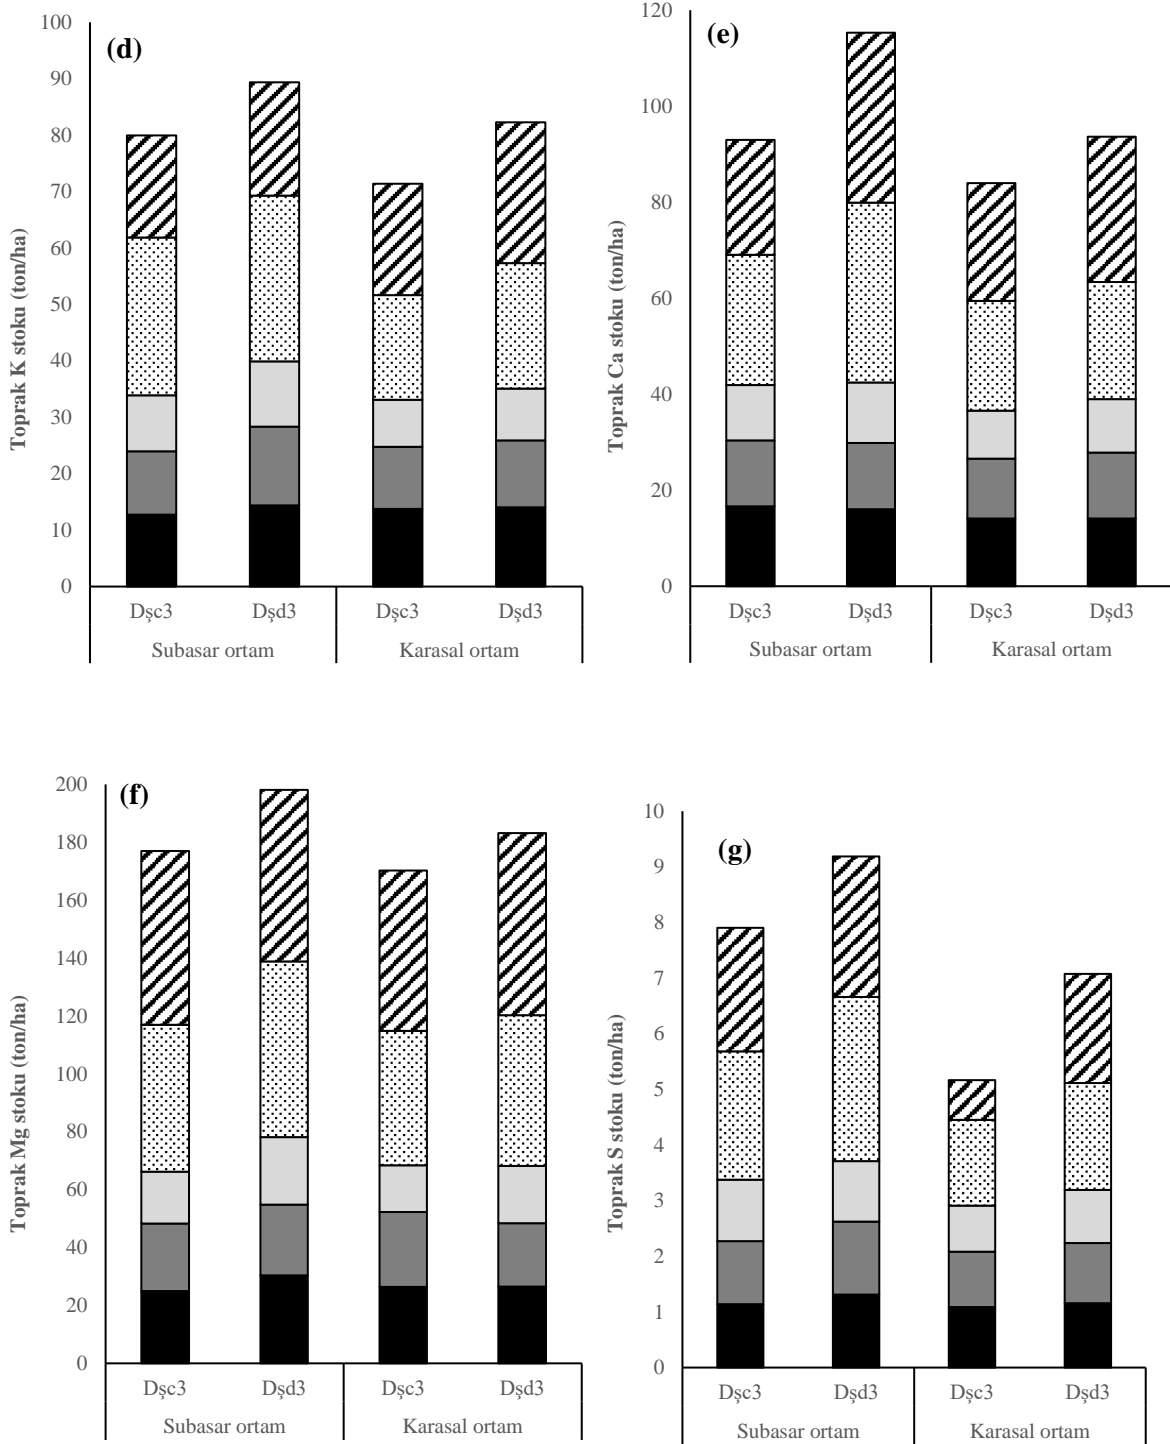 (d)
Toprak K stoku (ton/ha)
100
90
80
70
60
50
40
30
20
10
0
Dşc3 Dşd3 Dşc3 Dşd3
Subasar ortam Karasal ortam
(e)
Toprak Ca stoku (ton/ha)
120
100
80
60
40
20
0
Dşc3 Dşd3 Dşc3 Dşd3
Subasar ortam Karasal ortam
(f)
Toprak Mg stoku (ton/ha)
200
180
160
140
120
100
80
60
40
20
0
Dşc3 Dşd3 Dşc3 Dşd3
Subasar ortam Karasal ortam
(g)
Toprak S stoku (ton/ha)
10
9
8
7
6
5
4
3
2
1
0
Dşc3 Dşd3 Dşc3 Dşd3
Subasar ortam Karasal ortam